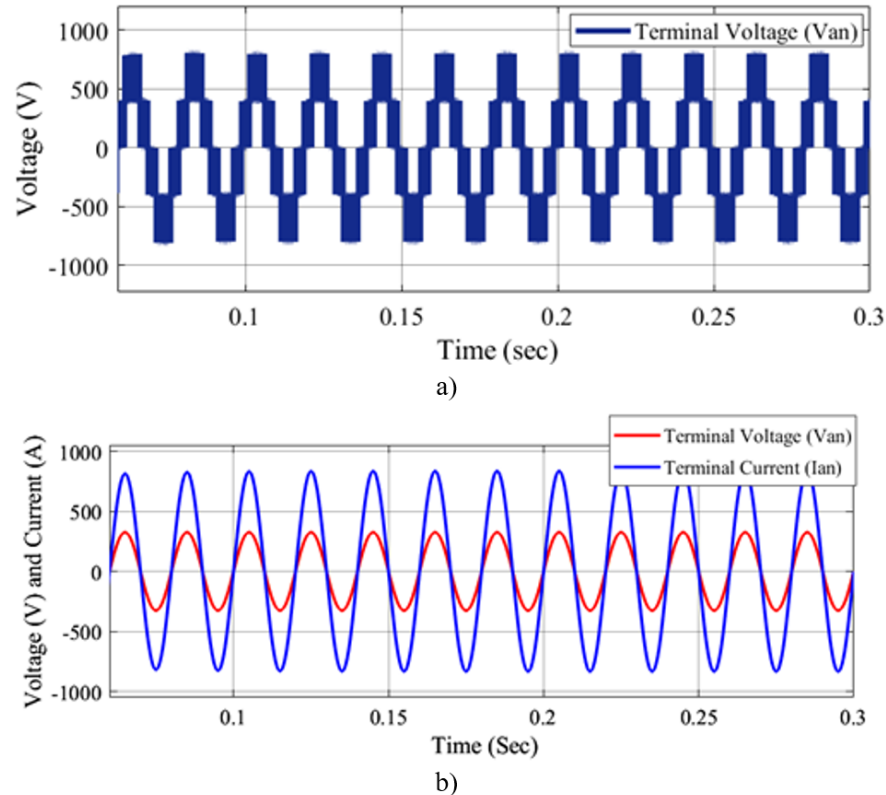 1000
500
0
-500
-1000
Voltage (V)
Terminal Voltage (Van)
0.1 0.15 0.2 0.25 0.3
Time (sec)
a)
Terminal Voltage (Van)
Terminal Current (Ian)
1000
500
0
-500
-1000
Voltage (V) and Current (A)
0.1 0.15 0.2 0.25 0.3
Time (Sec)
b)